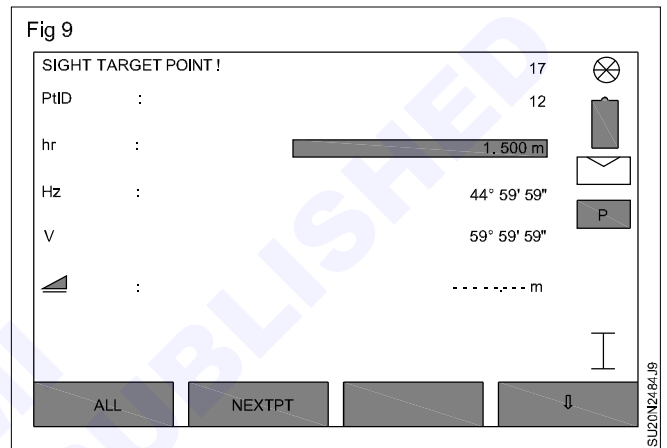 Fig 9
SIGHT TARGET POINT ! 17
PtID : 12
hr : 1. 500 m
Hz : 44° 59' 59"
V : 59° 59' 59"
: - - - - - -.- - - m
P
ALL NEXTPT ⇩
SU20N2484J9
UBLISHED